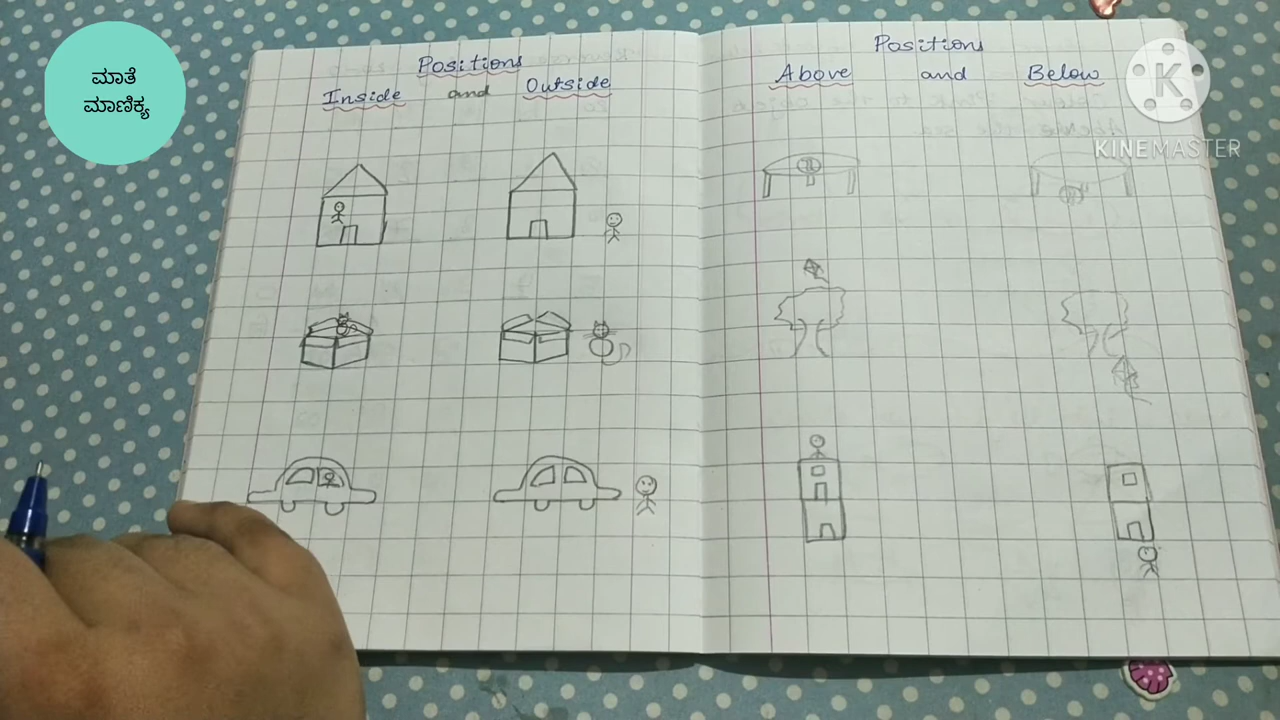 ಮಾತೆ
ಮಾಣಿಕ್ಯ
Positions
Inside and Outside
Positions
Above and Below
K
KINEMASTER